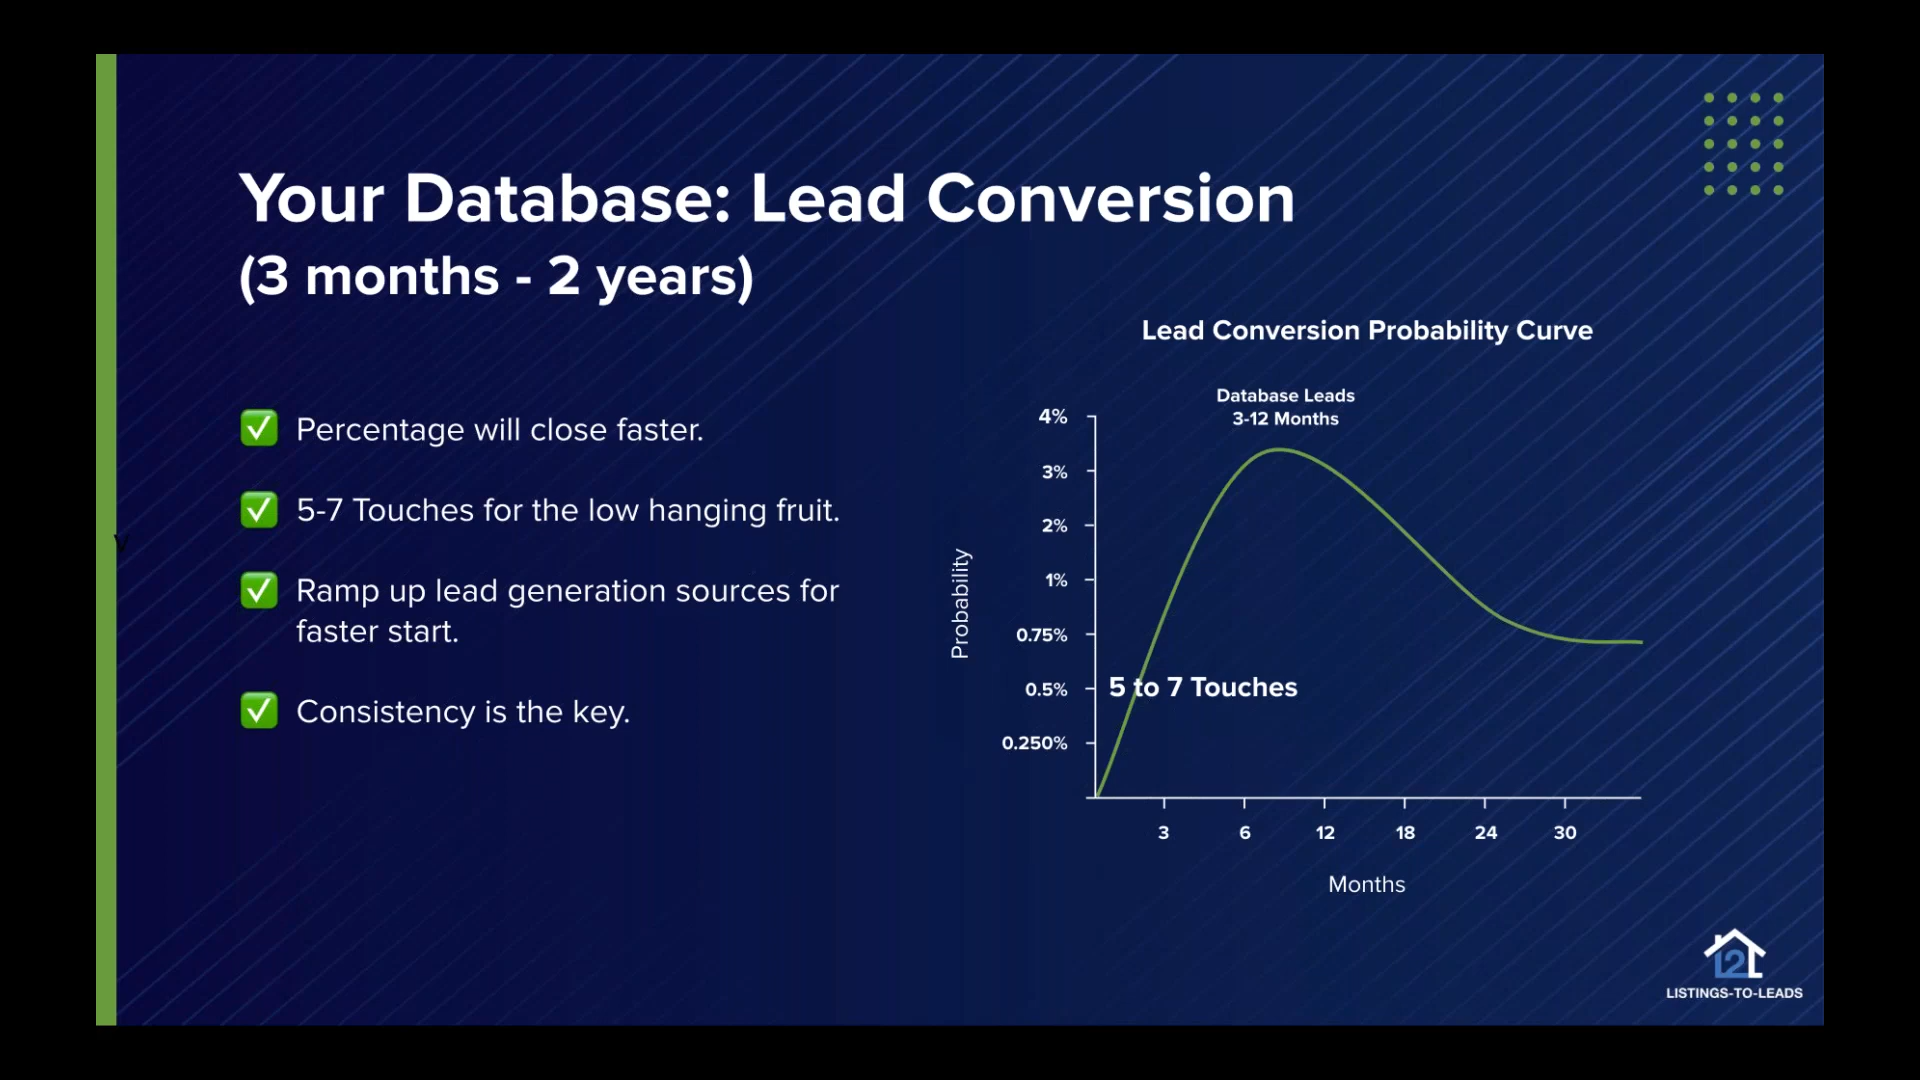 Your Database: Lead Conversion
(3 months - 2 years)
✅ Percentage will close faster.
✅ 5-7 Touches for the low hanging fruit.
✅ Ramp up lead generation sources for
faster start.
✅ Consistency is the key.
Lead Conversion Probability Curve
Database Leads
3-12 Months
4%
3%
2%
1%
0.75%
0.5%
0.250%
Probability
5 to 7 Touches
3 6 12 18 24 30
Months
L2L
LISTINGS-TO-LEADS